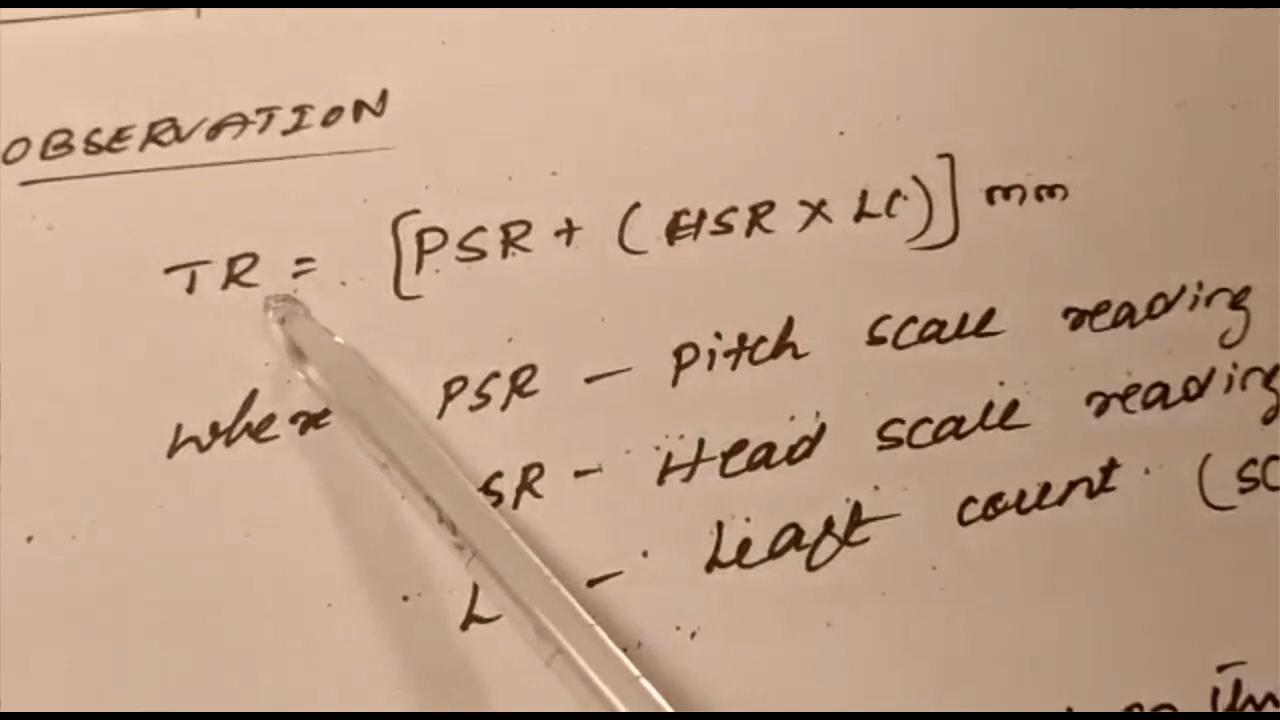 OBSERVATION
TR = [PSR + (HSR X LC)] mm
where PSR - Pitch scale reading
SR - Head scale reading
L - Least count (SC